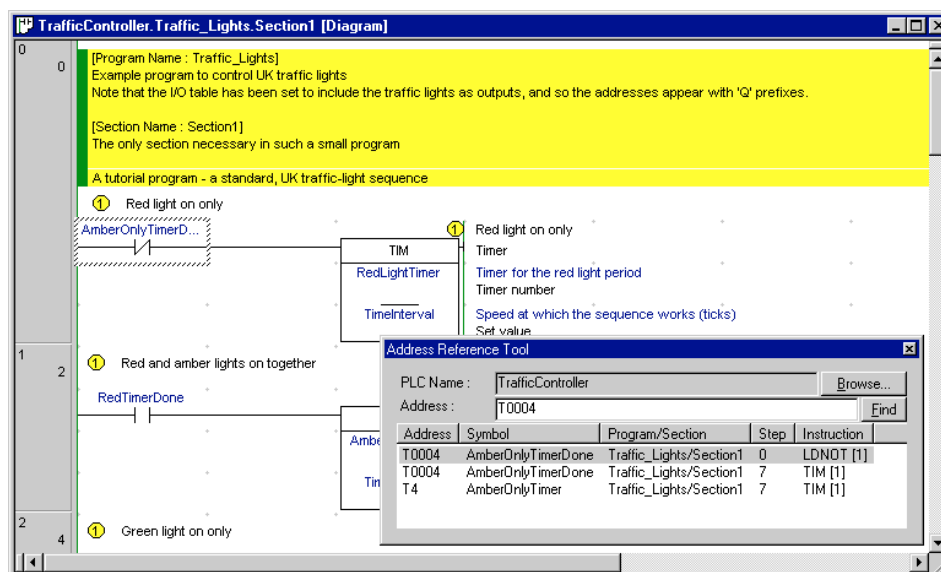 TrafficController.Traffic_Lights.Section1 [Diagram]
0
0
[Program Name : Traffic_Lights]
Example program to control UK traffic lights
Note that the I/O table has been set to include the traffic lights as outputs, and so the addresses appear with 'Q' prefixes.
[Section Name : Section1]
The only section necessary in such a small program
A tutorial program - a standard, UK traffic-light sequence
1 Red light on only
AmberOnlyTimerD...
1 Red light on only
TIM Timer
RedLightTimer Timer for the red light period
Timer number
TimeInterval Speed at which the sequence works (ticks)
Set value
1
2
1 Red and amber lights on together
RedTimerDone
Ambe
Tin
2
4
1 Green light on only
Address Reference Tool
PLC Name : TrafficController Browse...
Address : T0004 Find
Address Symbol Program/Section Step Instruction
T0004 AmberOnlyTimerDone Traffic_Lights/Section1 0 LDNOT [1]
T0004 AmberOnlyTimerDone Traffic_Lights/Section1 7 TIM [1]
T4 AmberOnlyTimer Traffic_Lights/Section1 7 TIM [1]